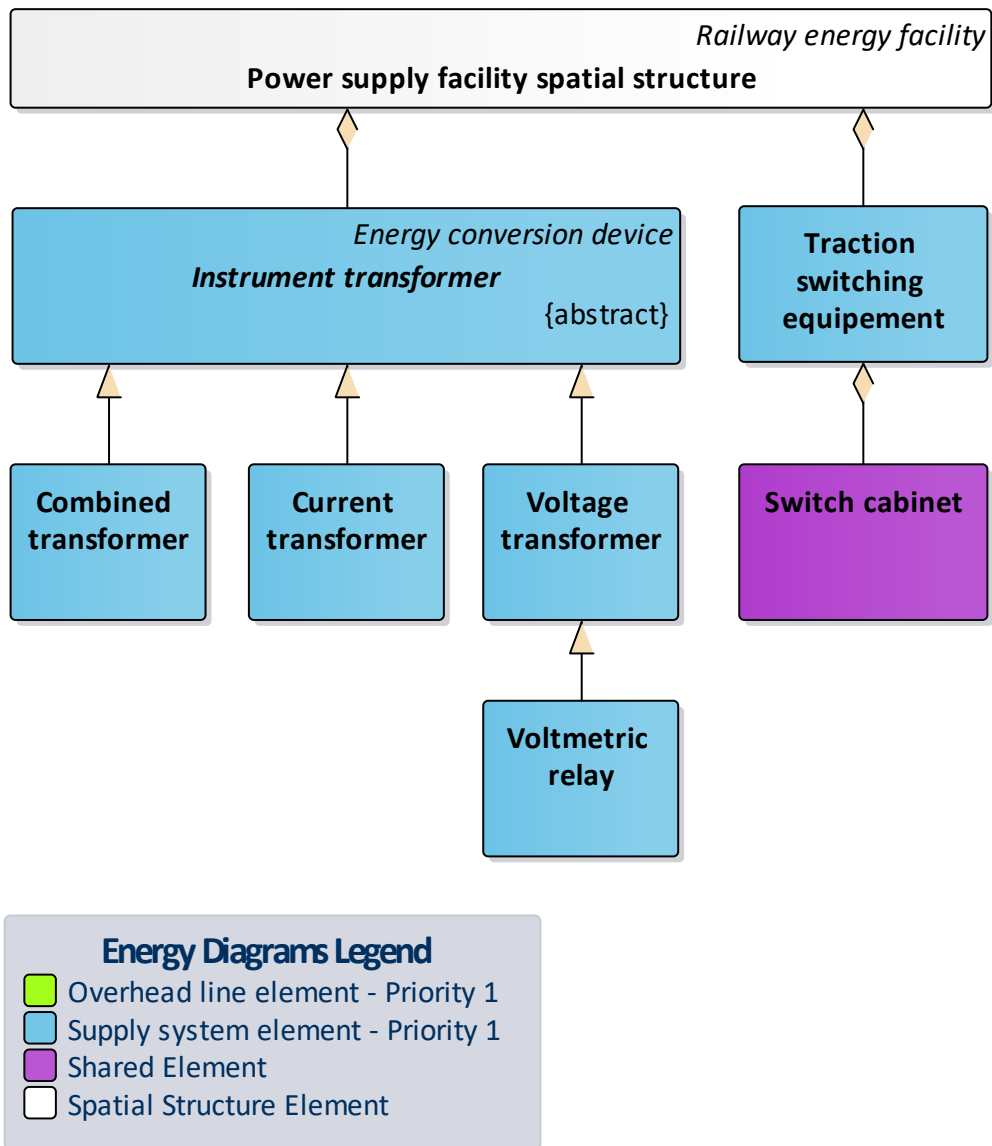 Railway energy facility
Power supply facility spatial structure
Energy conversion device
Instrument transformer
{abstract}
Traction
switching
equipement
Combined
transformer
Current
transformer
Voltage
transformer
Switch cabinet
Voltmetric
relay
Energy Diagrams Legend
Overhead line element - Priority 1
Supply system element - Priority 1
Shared Element
Spatial Structure Element